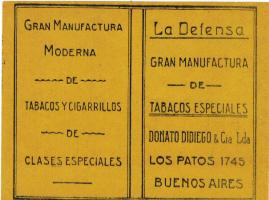 GRAN MANUFACTURA
MODERNA
DE
TABACOS Y CIGARRILLOS
DE
CLASES ESPECIALES
La Defensa
GRAN MANUFACTURA
DE
TABACOS ESPECIALES
DONATO DIDIEGO & Cia Lda
LOS PATOS 1745
BUENOS AIRES